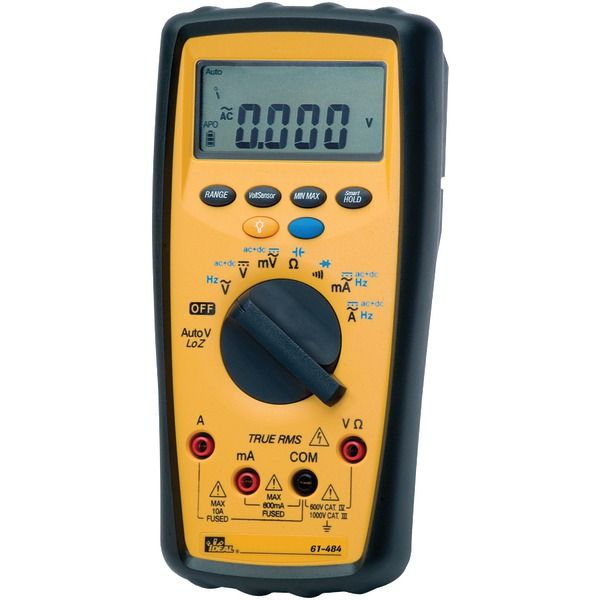 Auto
AC 0.000 V
APO
RANGE VoltSensor MIN MAX Smart HOLD
ac+dc mV Ω
ac+dc V
Hz V
ac+dc mA Hz
ac+dc A Hz
OFF
Auto V
LoZ
A
TRUE RMS
V Ω
mA COM
MAX
10A
FUSED
MAX
800mA
FUSED
600V CAT. IV
1000V CAT. III
IDEAL® 61-484